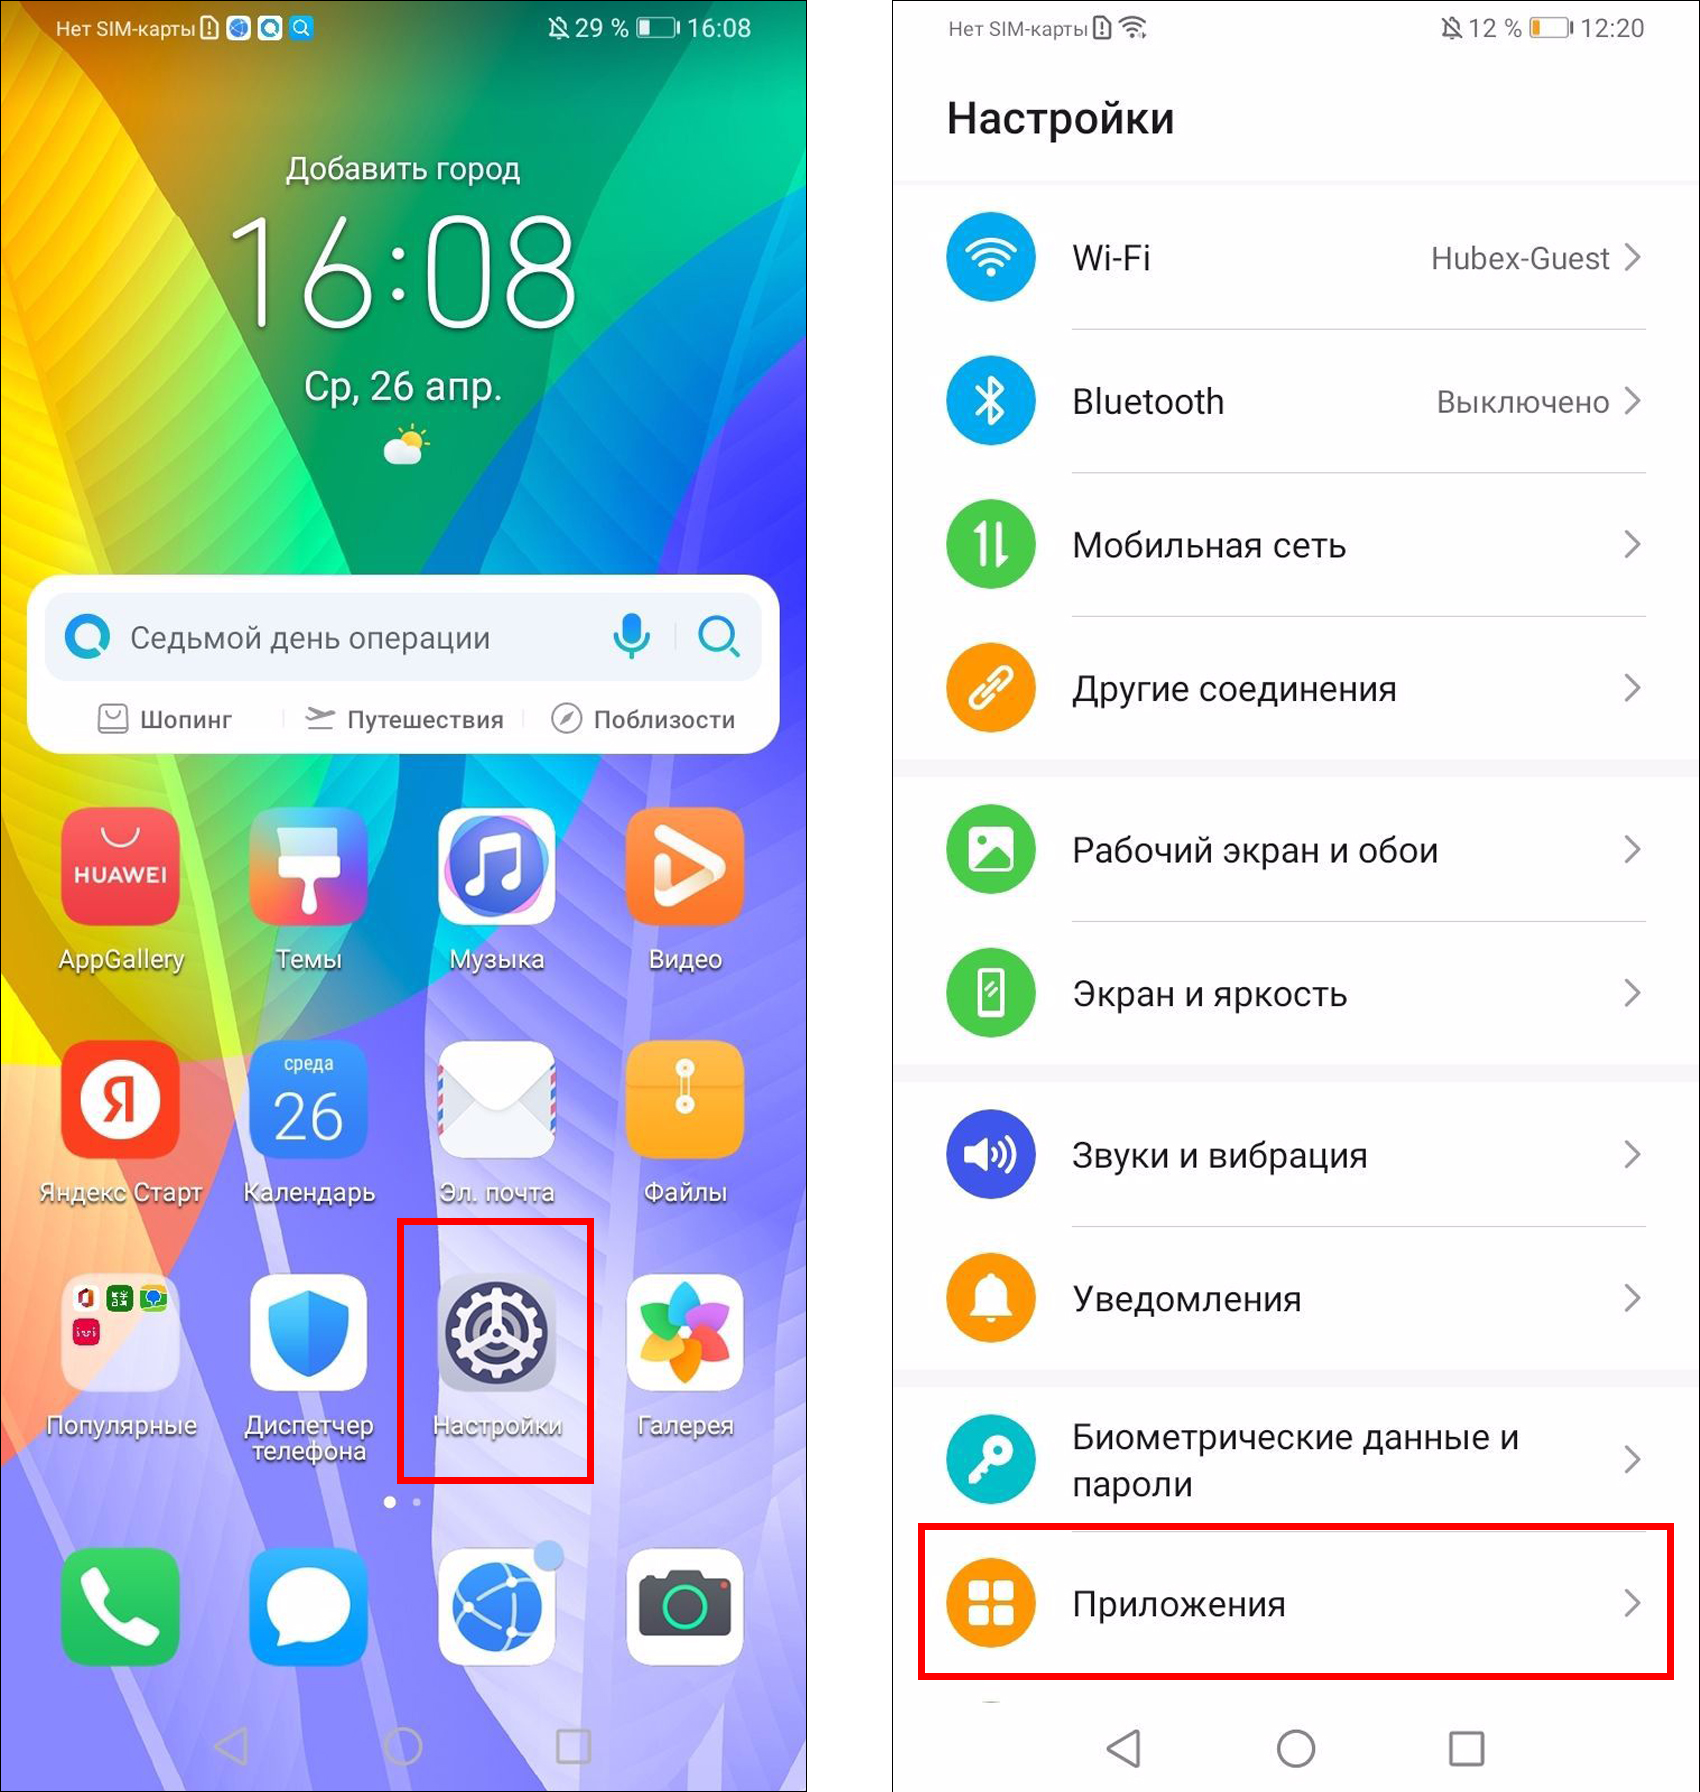 Нет SIM-карты
29 %
16:08
Добавить город
16:08
Ср, 26 апр.
Седьмой день операции
Шопинг
Путешествия
Поблизости
HUAWEI
AppGallery
Темы
Музыка
Видео
Я
среда
26
Яндекс Старт
Календарь
Эл. почта
Файлы
ivi
Популярные
Диспетчер
телефона
Настройки
Галерея
Нет SIM-карты
12 %
12:20
Настройки
Wi-Fi
Hubex-Guest
Bluetooth
Выключено
Мобильная сеть
Другие соединения
Рабочий экран и обои
Экран и яркость
Звуки и вибрация
Уведомления
Биометрические данные и
пароли
Приложения